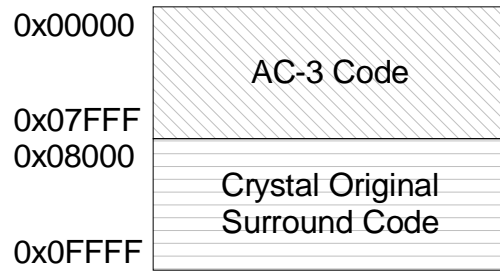 0x00000
AC-3 Code
0x07FFF
0x08000
Crystal Original
Surround Code
0x0FFFF